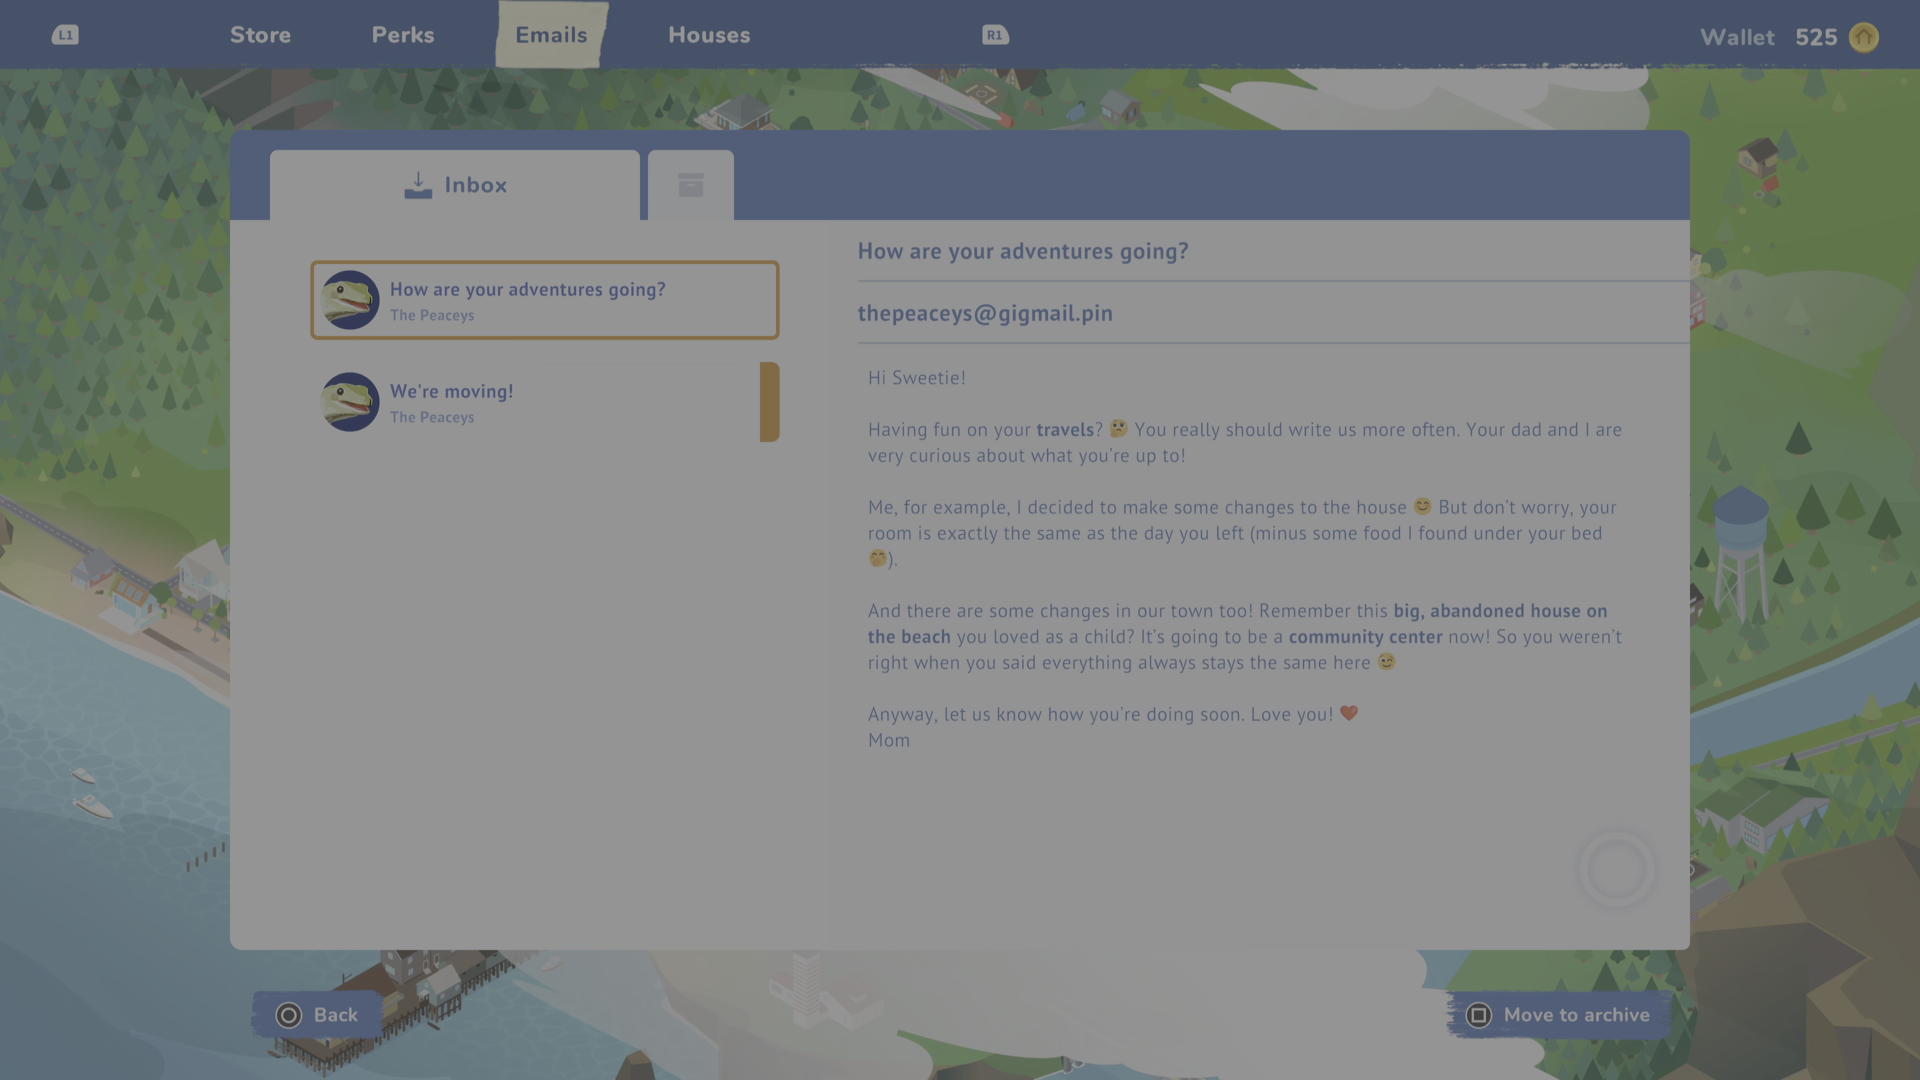 L1
Store
Perks
Emails
Houses
R1
Wallet 525
Inbox
How are your adventures going?
The Peaceys
We're moving!
The Peaceys
How are your adventures going?
thepeaceys@gigmail.pin
Hi Sweetie!
Having fun on your travels? 🤔 You really should write us more often. Your dad and I are
very curious about what you're up to!
Me, for example, I decided to make some changes to the house 😊 But don't worry, your
room is exactly the same as the day you left (minus some food I found under your bed
🤭).
And there are some changes in our town too! Remember this big, abandoned house on
the beach you loved as a child? It's going to be a community center now! So you weren't
right when you said everything always stays the same here 😊
Anyway, let us know how you're doing soon. Love you! ❤️
Mom
Back
Move to archive